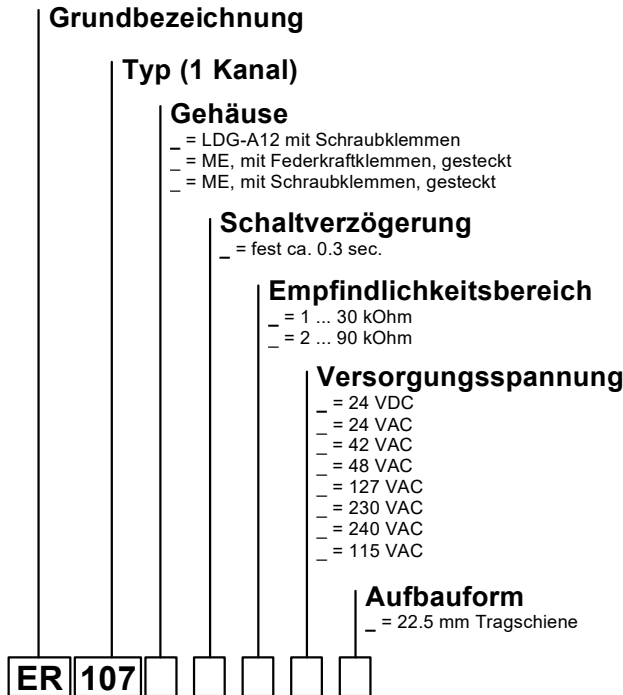 Grundbezeichnung
Typ (1 Kanal)
Gehäuse
_ = LDG-A12 mit Schraubklemmen
_ = ME, mit Federkraftklemmen, gesteckt
_ = ME, mit Schraubklemmen, gesteckt
Schaltverzögerung
_ = fest ca. 0.3 sec.
Empfindlichkeitsbereich
_ = 1 ... 30 kOhm
_ = 2 ... 90 kOhm
Versorgungsspannung
_ = 24 VDC
_ = 24 VAC
_ = 42 VAC
_ = 48 VAC
_ = 127 VAC
_ = 230 VAC
_ = 240 VAC
_ = 115 VAC
Aufbauform
_ = 22.5 mm Tragschiene
ER 107